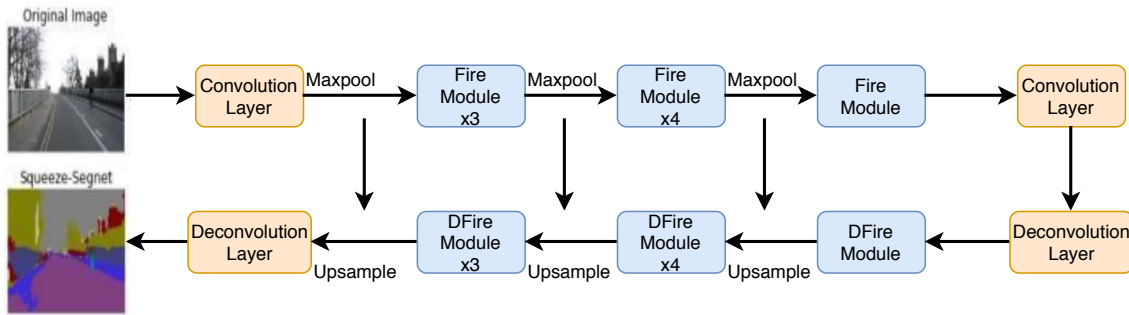 Original Image
Convolution
Layer
Maxpool
Fire
Module
x3
Maxpool
Fire
Module
x4
Maxpool
Fire
Module
Convolution
Layer
Squeeze-Segnet
Deconvolution
Layer
Upsample
DFire
Module
x3
Upsample
DFire
Module
x4
Upsample
DFire
Module
Deconvolution
Layer